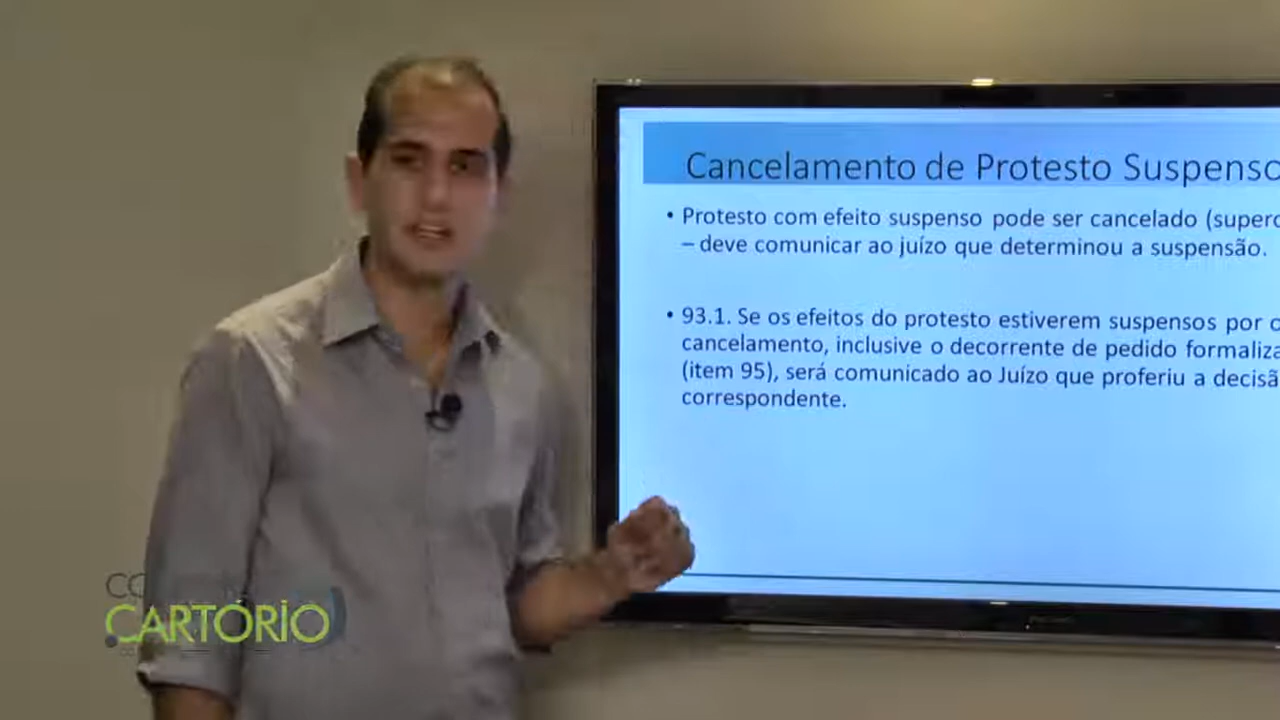 Cancelamento de Protesto Suspenso
• Protesto com efeito suspenso pode ser cancelado
– deve comunicar ao juízo que determinou a suspensão.
• 93.1. Se os efeitos do protesto estiverem suspensos por
cancelamento, inclusive o decorrente de pedido
(item 95), será comunicado ao Juízo que proferiu a
correspondente.
CARTÓRIO